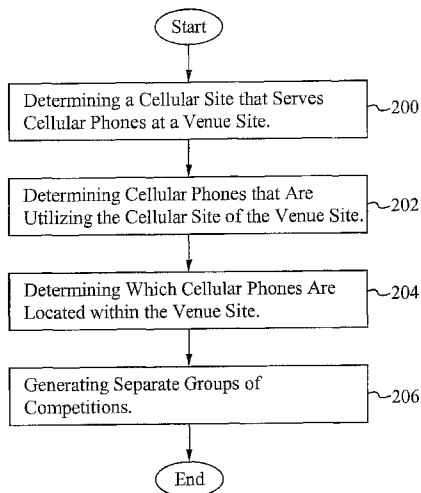 Start
Determining a Cellular Site that Serves
Cellular Phones at a Venue Site.
200
Determining Cellular Phones that Are
Utilizing the Cellular Site of the Venue Site.
202
Determining Which Cellular Phones Are
Located within the Venue Site.
204
Generating Separate Groups of
Competitions.
206
End